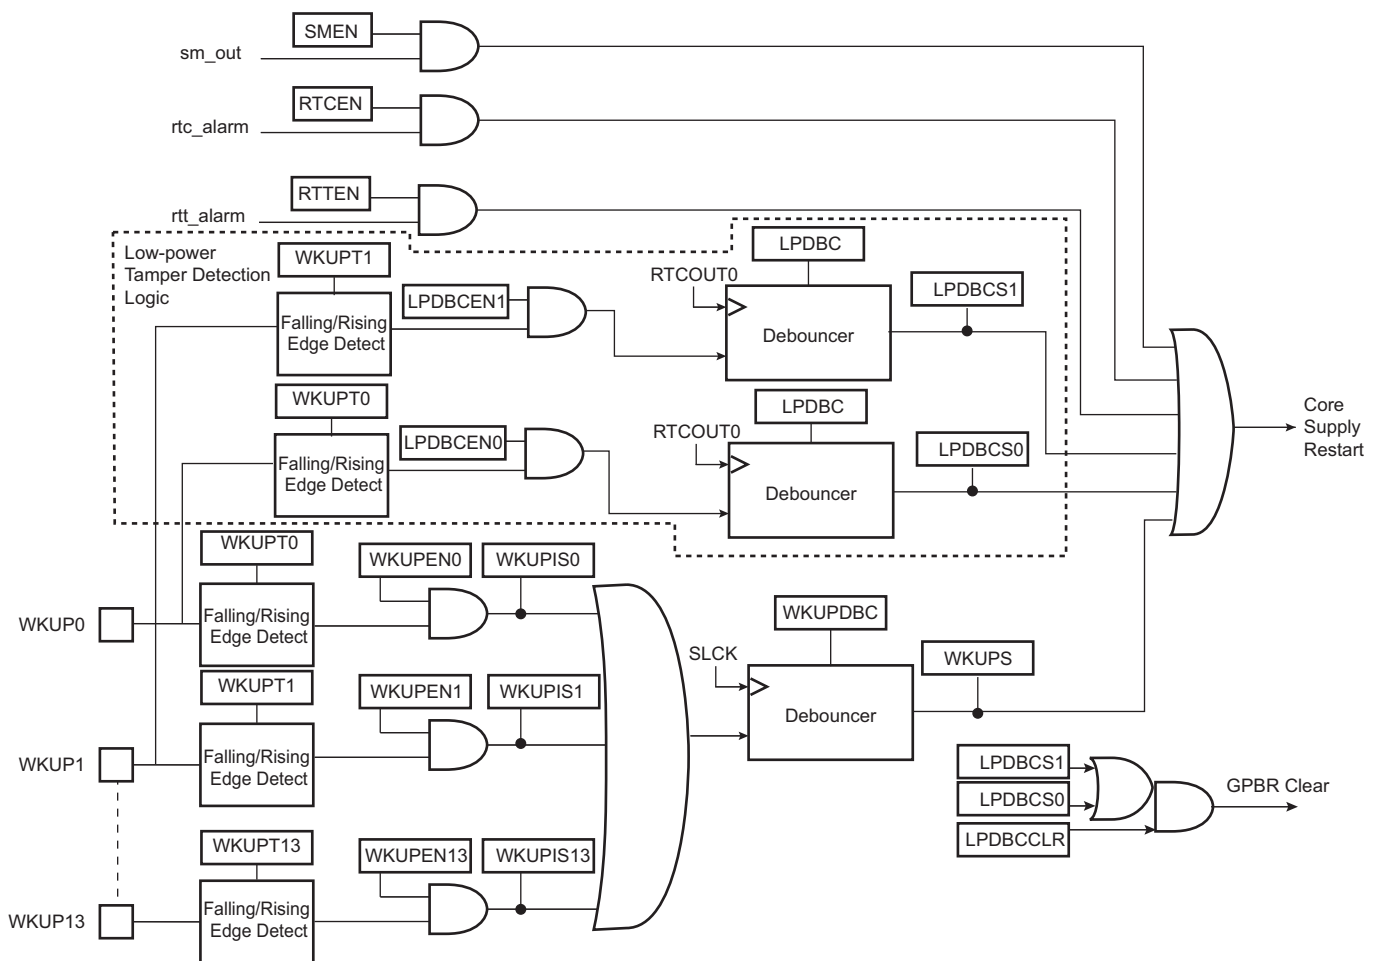 SMEN
sm_out
RTCEN
rtc_alarm
RTTEN
rtt_alarm
Low-power
Tamper Detection
Logic
WKUPT1
Falling/Rising
Edge Detect
LPDBCEN1
RTCOUT0
LPDBC
Debouncer
LPDBCS1
WKUPT0
Falling/Rising
Edge Detect
LPDBCEN0
RTCOUT0
LPDBC
Debouncer
LPDBCS0
Core
Supply
Restart
WKUPT0
WKUP0
Falling/Rising
Edge Detect
WKUPEN0
WKUPIS0
WKUPT1
WKUP1
Falling/Rising
Edge Detect
WKUPEN1
WKUPIS1
SLCK
WKUPDBC
Debouncer
WKUPS
WKUPT13
WKUP13
Falling/Rising
Edge Detect
WKUPEN13
WKUPIS13
LPDBCS1
LPDBCS0
LPDBCCLR
GPBR Clear